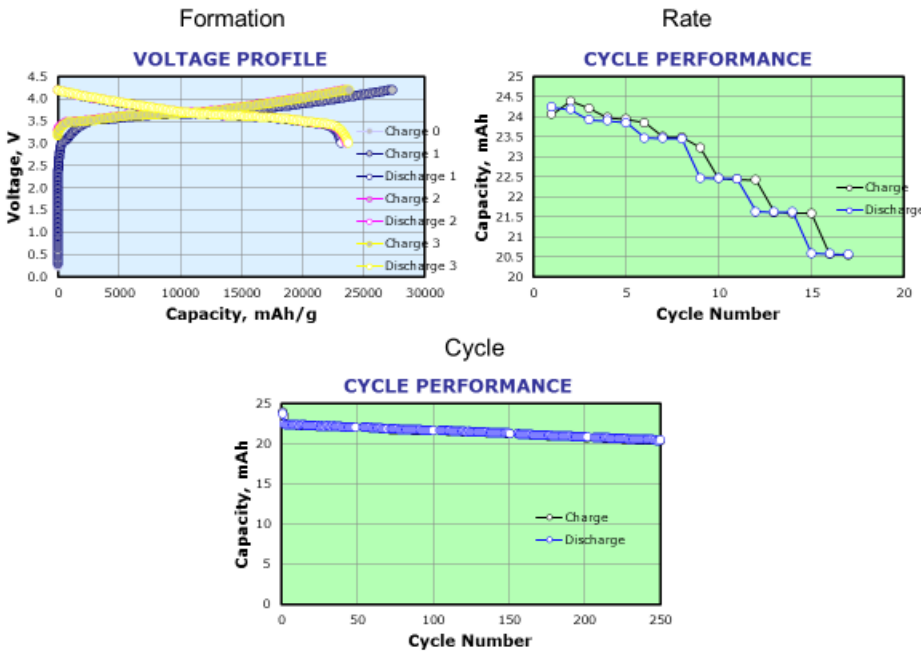 Formation
VOLTAGE PROFILE
4.5
4.0
3.5
3.0
2.5
2.0
1.5
1.0
0.5
0.0
Voltage, V
0 5000 10000 15000 20000 25000 30000
Capacity, mAh/g
Charge 0
Charge 1
Discharge 1
Charge 2
Discharge 2
Charge 3
Discharge 3
Rate
CYCLE PERFORMANCE
25
24.5
24
23.5
23
22.5
22
21.5
21
20.5
20
Capacity, mAh
0 5 10 15 20
Cycle Number
Charge
Discharge
Cycle
CYCLE PERFORMANCE
25
20
15
10
5
0
Capacity, mAh
0 50 100 150 200 250
Cycle Number
Charge
Discharge